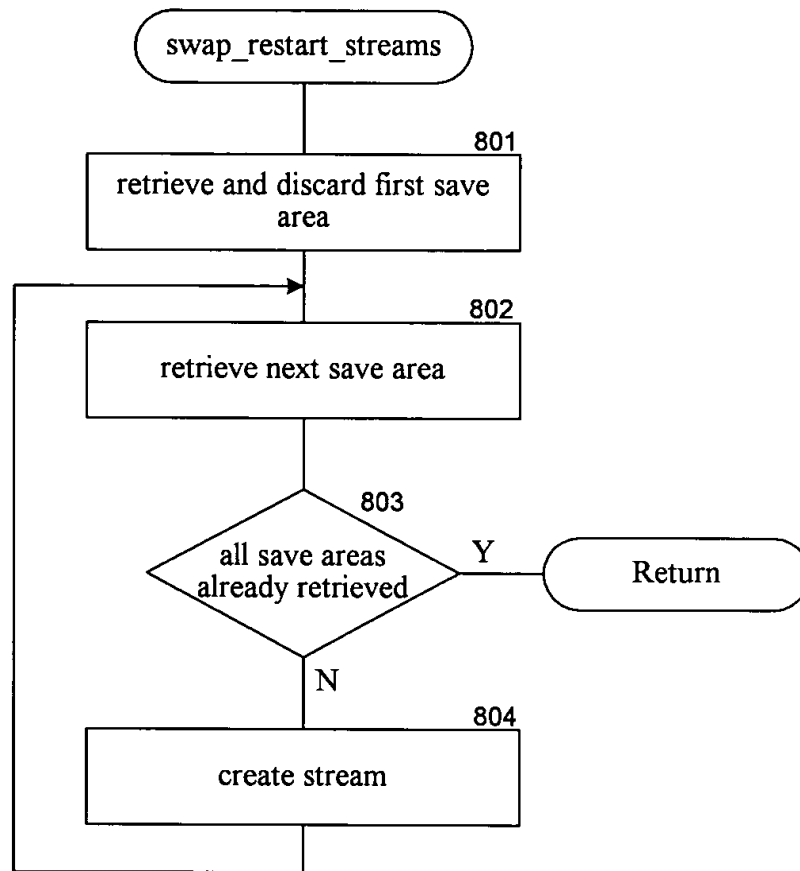 swap_restart_streams
801
retrieve and discard first save
area
802
retrieve next save area
803
all save areas
already retrieved
Y
Return
N
804
create stream